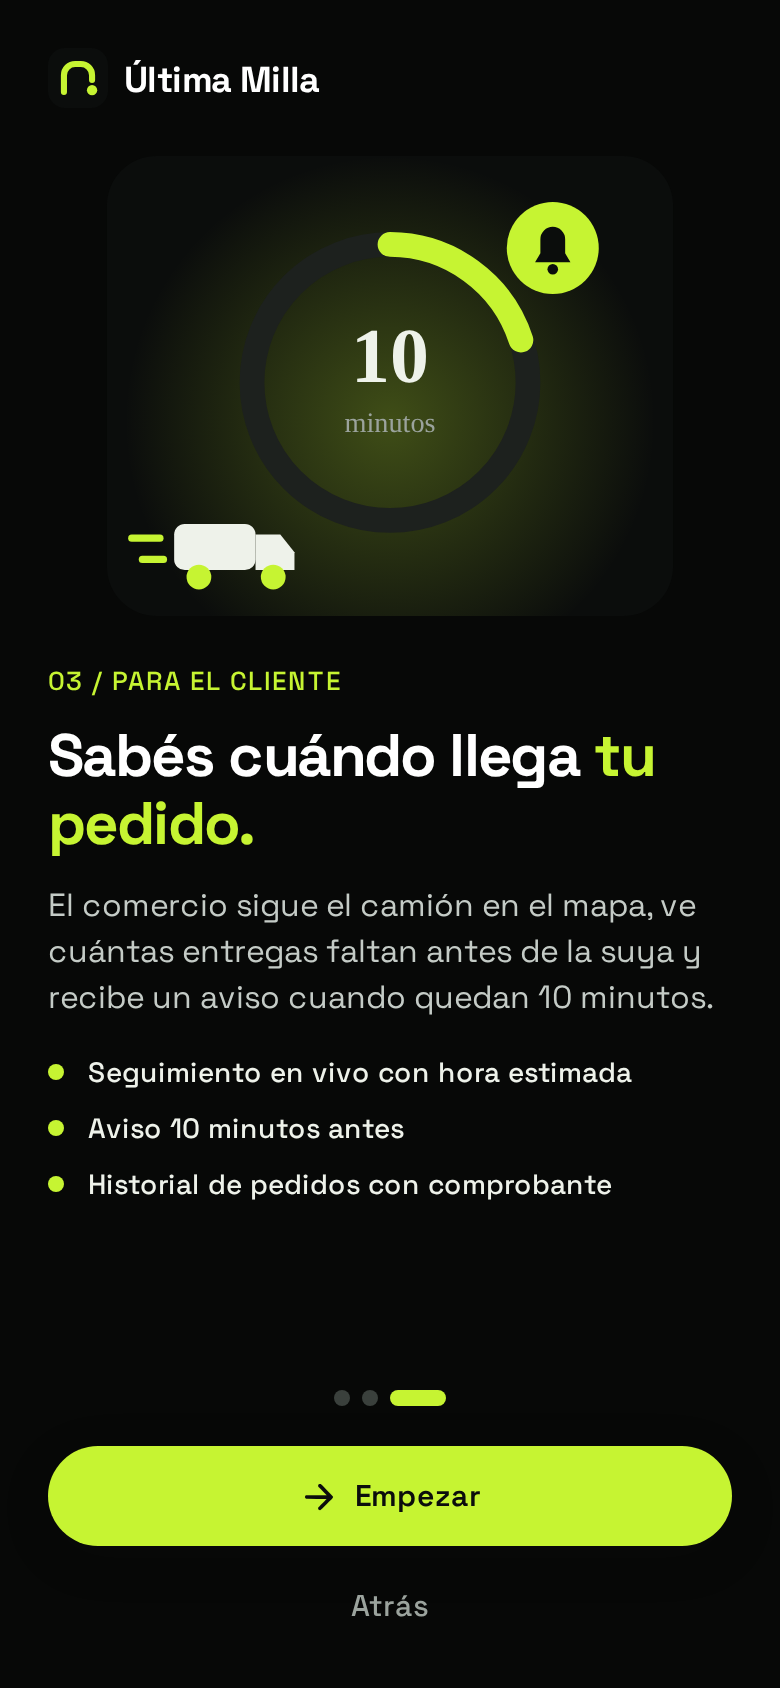 Última Milla
10
minutos
03 / PARA EL CLIENTE
Sabés cuándo llega tu
pedido.
El comercio sigue el camión en el mapa, ve
cuántas entregas faltan antes de la suya y
recibe un aviso cuando quedan 10 minutos.
Seguimiento en vivo con hora estimada
Aviso 10 minutos antes
Historial de pedidos con comprobante
Empezar
Atrás